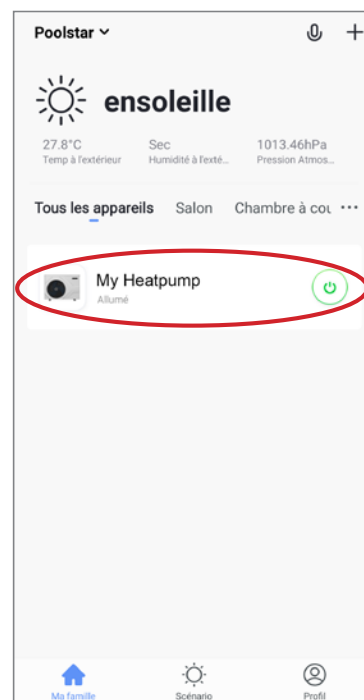 Poolstar
ensoleille
27.8°C Sec 1013.46hPa
Temp à l'extérieur Humidité à l'exté... Pression Atmos...
Tous les appareils Salon Chambre à cou ...
My Heatpump
Allumé
Ma famille Scénario Profil